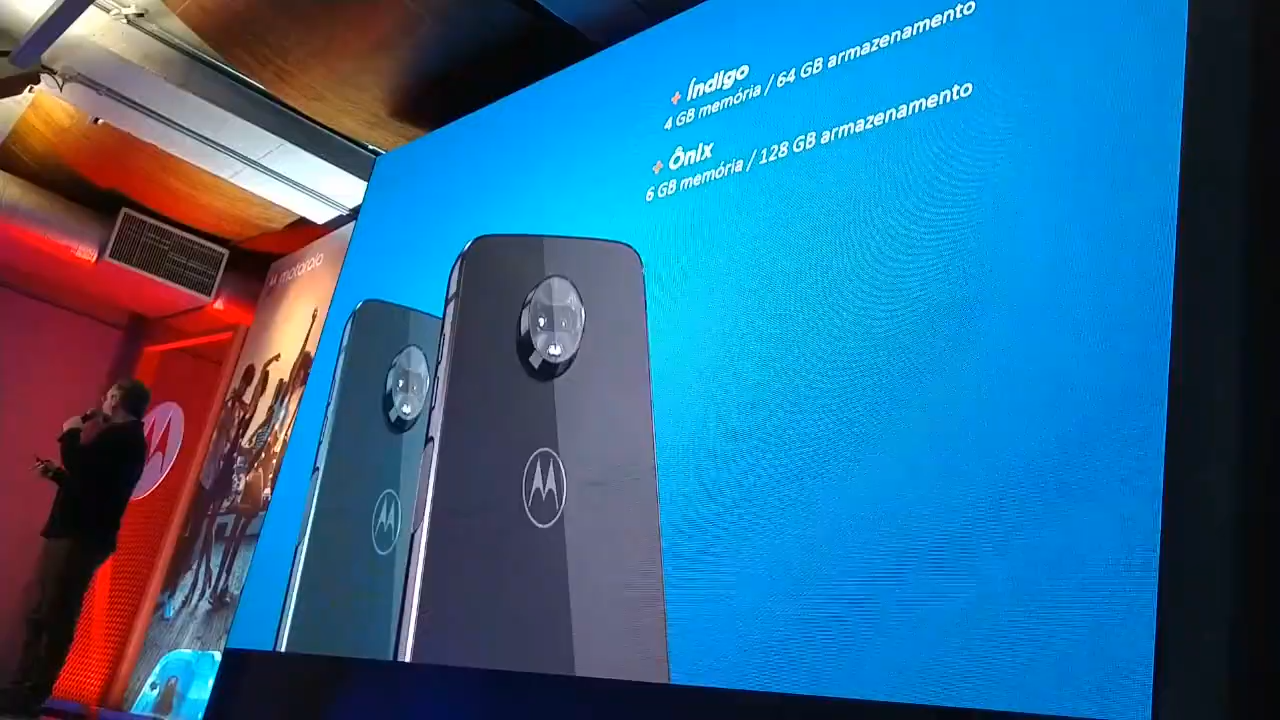 + Índigo
4 GB memória / 64 GB armazenamento
+ Ônix
6 GB memória / 128 GB armazenamento
motorola